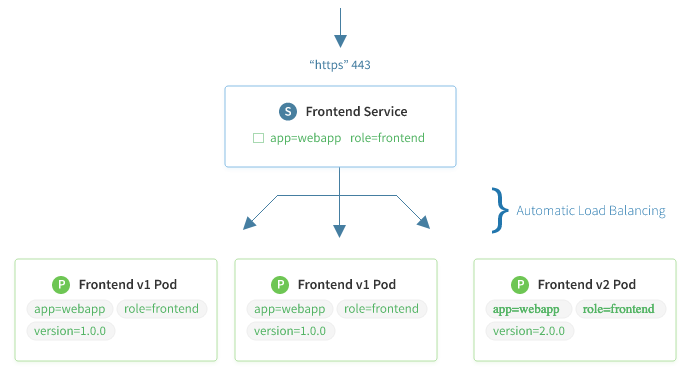 “https” 443
S Frontend Service
app=webapp role=frontend
} Automatic Load Balancing
P Frontend v1 Pod
app=webapp role=frontend
version=1.0.0
P Frontend v1 Pod
app=webapp role=frontend
version=1.0.0
P Frontend v2 Pod
app=webapp role=frontend
version=2.0.0